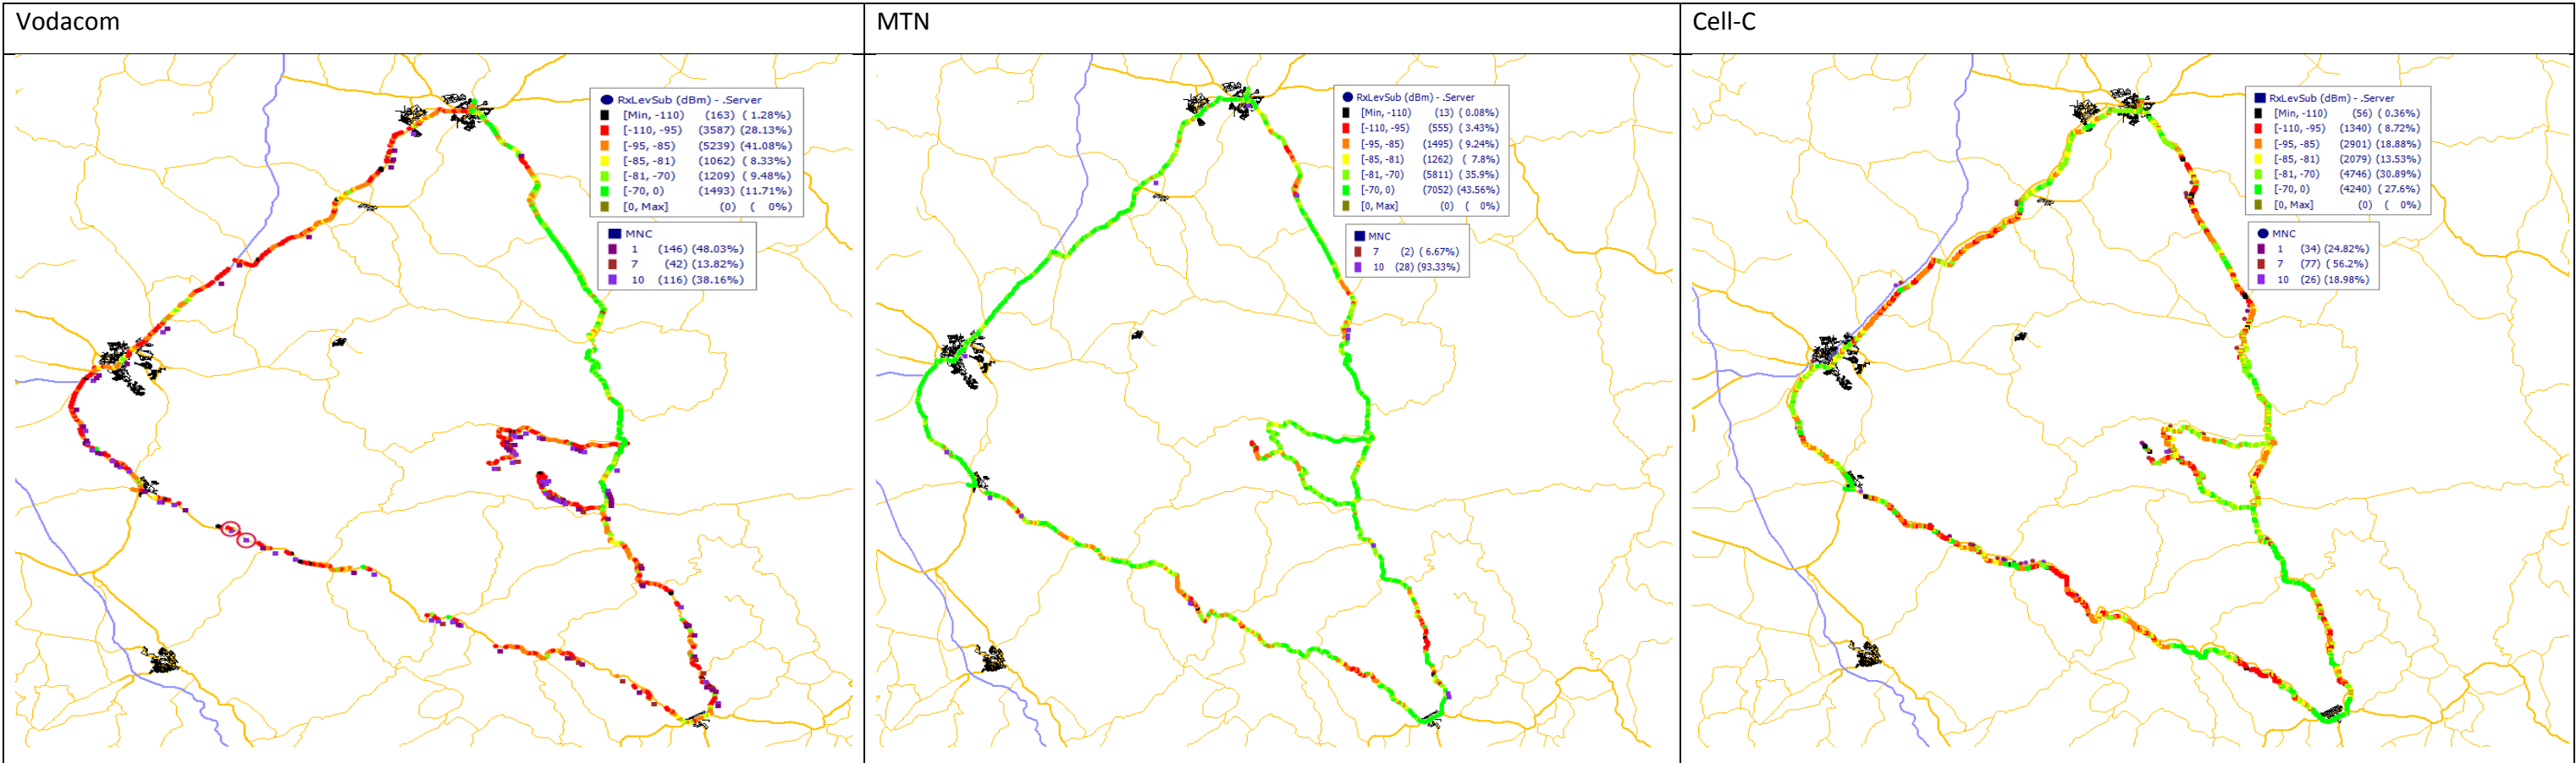 Vodacom
RxLevSub (dBm) - .Server
[Min, -110) (163) ( 1.28%)
[-110, -95) (3587) (28.13%)
[-95, -85) (5239) (41.08%)
[-85, -81) (1062) ( 8.33%)
[-81, -70) (1209) ( 9.48%)
[-70, 0) (1493) (11.71%)
[0, Max] (0) ( 0%)
MNC
1 (146) (48.03%)
7 (42) (13.82%)
10 (116) (38.16%)
MTN
RxLevSub (dBm) - .Server
[Min, -110) (13) ( 0.08%)
[-110, -95) (555) ( 3.43%)
[-95, -85) (1495) ( 9.24%)
[-85, -81) (1262) ( 7.8%)
[-81, -70) (5811) ( 35.9%)
[-70, 0) (7052) (43.56%)
[0, Max] (0) ( 0%)
MNC
7 (2) ( 6.67%)
10 (28) (93.33%)
Cell-C
RxLevSub (dBm) - .Server
[Min, -110) (56) ( 0.36%)
[-110, -95) (1340) ( 8.72%)
[-95, -85) (2901) (18.88%)
[-85, -81) (2079) (13.53%)
[-81, -70) (4746) (30.89%)
[-70, 0) (4240) ( 27.6%)
[0, Max] (0) ( 0%)
MNC
1 (34) (24.82%)
7 (77) ( 56.2%)
10 (26) (18.98%)